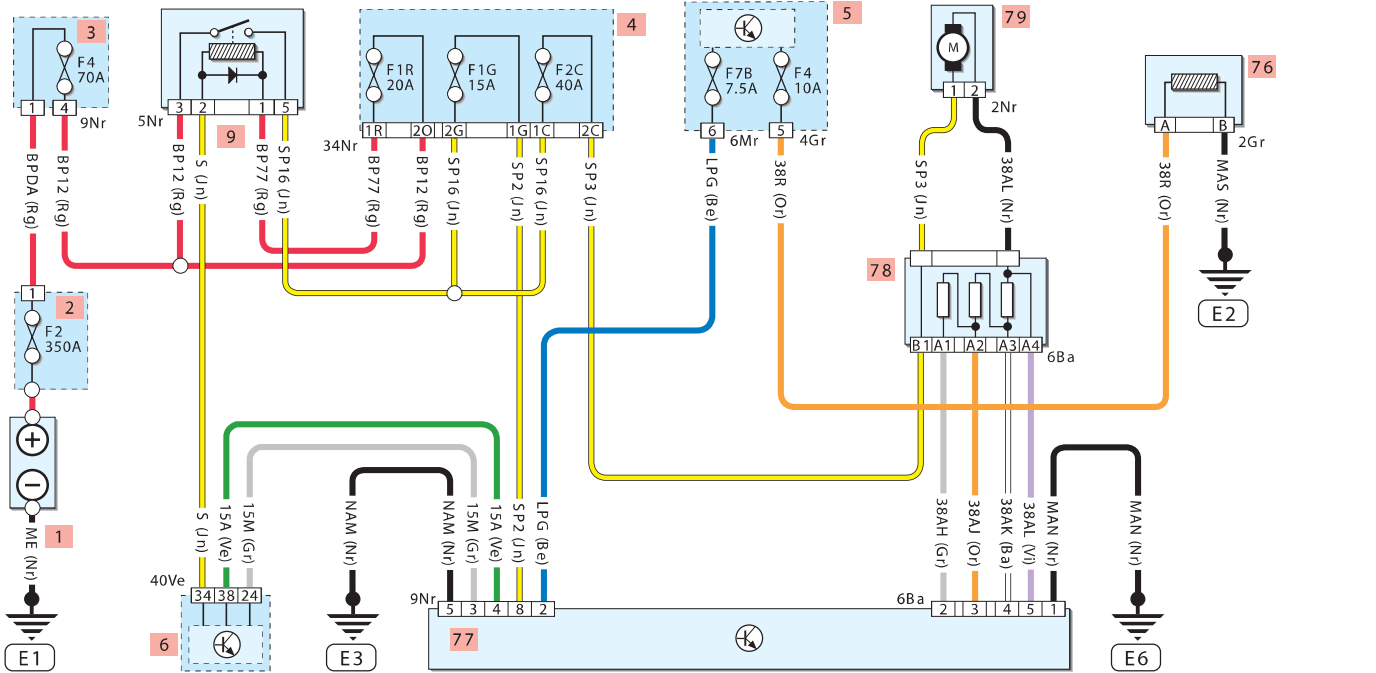 3
F4
70A
1
4
9Nr
BPDA (Rg)
BP12 (Rg)
1
2
F2
350A
+
−
1
ME (Nr)
E1
3
2
1
5
5Nr
9
BP12 (Rg)
S (Jn)
BP77 (Rg)
SP16 (Jn)
4
F1R
20A
F1G
15A
F2C
40A
1R
2O
2G
1G
1C
2C
34Nr
BP77 (Rg)
BP12 (Rg)
SP16 (Jn)
SP2 (Jn)
SP16 (Jn)
SP3 (Jn)
5
F7B
7.5A
F4
10A
6
5
6Mr
4Gr
LPG (Be)
38R (Or)
79
M
1
2
2Nr
SP3 (Jn)
38AL (Nr)
78
B1
A1
A2
A3
A4
6Ba
76
A
B
2Gr
38R (Or)
MAS (Nr)
E2
S (Jn)
15A (Ve)
15M (Gr)
40Ve
34
38
24
6
NAM (Nr)
E3
NAM (Nr)
15M (Gr)
15A (Ve)
SP2 (Jn)
LPG (Be)
9Nr
5
3
4
8
2
77
38AH (Gr)
38AJ (Or)
38AK (Ba)
38AL (Vi)
MAN (Nr)
6Ba
2
3
4
5
1
MAN (Nr)
E6